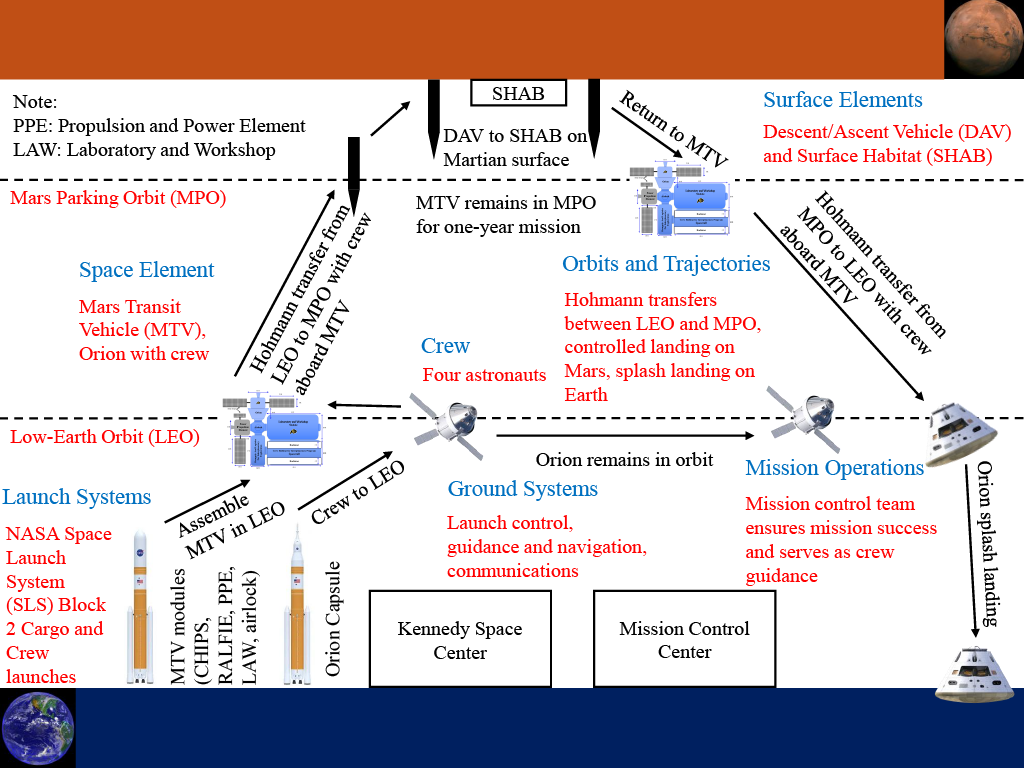 Note:
PPE: Propulsion and Power Element
LAW: Laboratory and Workshop
SHAB
DAV to SHAB on
Martian surface
Return to MTV
Surface Elements
Descent/Ascent Vehicle (DAV)
and Surface Habitat (SHAB)
Mars Parking Orbit (MPO)
MTV remains in MPO
for one-year mission
Space Element
Mars Transit
Vehicle (MTV),
Orion with crew
Hohmann transfer from
LEO to MPO with crew
aboard MTV
Orbits and Trajectories
Hohmann transfers
between LEO and MPO,
controlled landing on
Mars, splash landing on
Earth
Hohmann transfer from
MPO to LEO with crew
aboard MTV
Crew
Four astronauts
Low-Earth Orbit (LEO)
Orion remains in orbit
Launch Systems
NASA Space
Launch
System
(SLS) Block
2 Cargo and
Crew
launches
Assemble
MTV in LEO
Crew to LEO
MTV modules
(CHIPS,
RALFIE, PPE,
LAW, airlock)
Orion Capsule
Ground Systems
Launch control,
guidance and navigation,
communications
Mission Operations
Mission control team
ensures mission success
and serves as crew
guidance
Orion splash landing
Kennedy Space
Center
Mission Control
Center